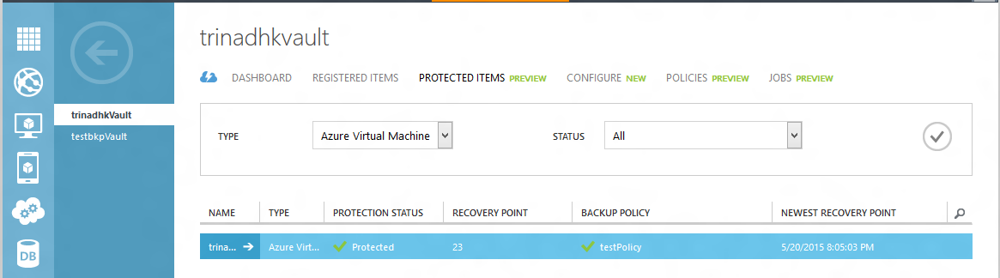 trinadhkvault
DASHBOARD REGISTERED ITEMS PROTECTED ITEMS PREVIEW CONFIGURE NEW POLICIES PREVIEW JOBS PREVIEW
trinadhkVault
testbkpVault
TYPE Azure Virtual Machine STATUS All
NAME TYPE PROTECTION STATUS RECOVERY POINT BACKUP POLICY NEWEST RECOVERY POINT
trina... Azure Virt... Protected 23 testPolicy 5/20/2015 8:05:03 PM
DB